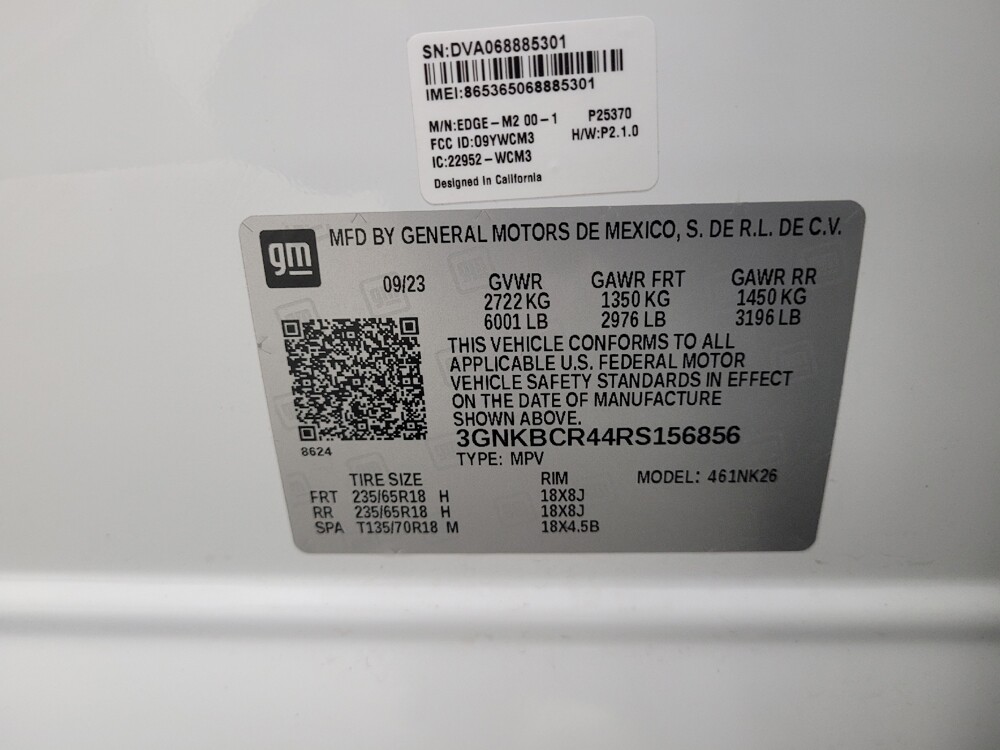 SN:DVA068885301
IMEI:865365068885301
M/N:EDGE-M2 00-1 P25370
FCC ID:09YWCM3 H/W:P2.1.0
IC:22952-WCM3
Designed In California
gm MFD BY GENERAL MOTORS DE MEXICO, S. DE R.L. DE C.V.
09/23 GVWR GAWR FRT GAWR RR
2722 KG 1350 KG 1450 KG
6001 LB 2976 LB 3196 LB
THIS VEHICLE CONFORMS TO ALL
APPLICABLE U.S. FEDERAL MOTOR
VEHICLE SAFETY STANDARDS IN EFFECT
ON THE DATE OF MANUFACTURE
SHOWN ABOVE.
3GNKBCR44RS156856
8624
TYPE: MPV
TIRE SIZE RIM MODEL: 461NK26
FRT 235/65R18 H 18X8J
RR 235/65R18 H 18X8J
SPA T135/70R18 M 18X4.5B